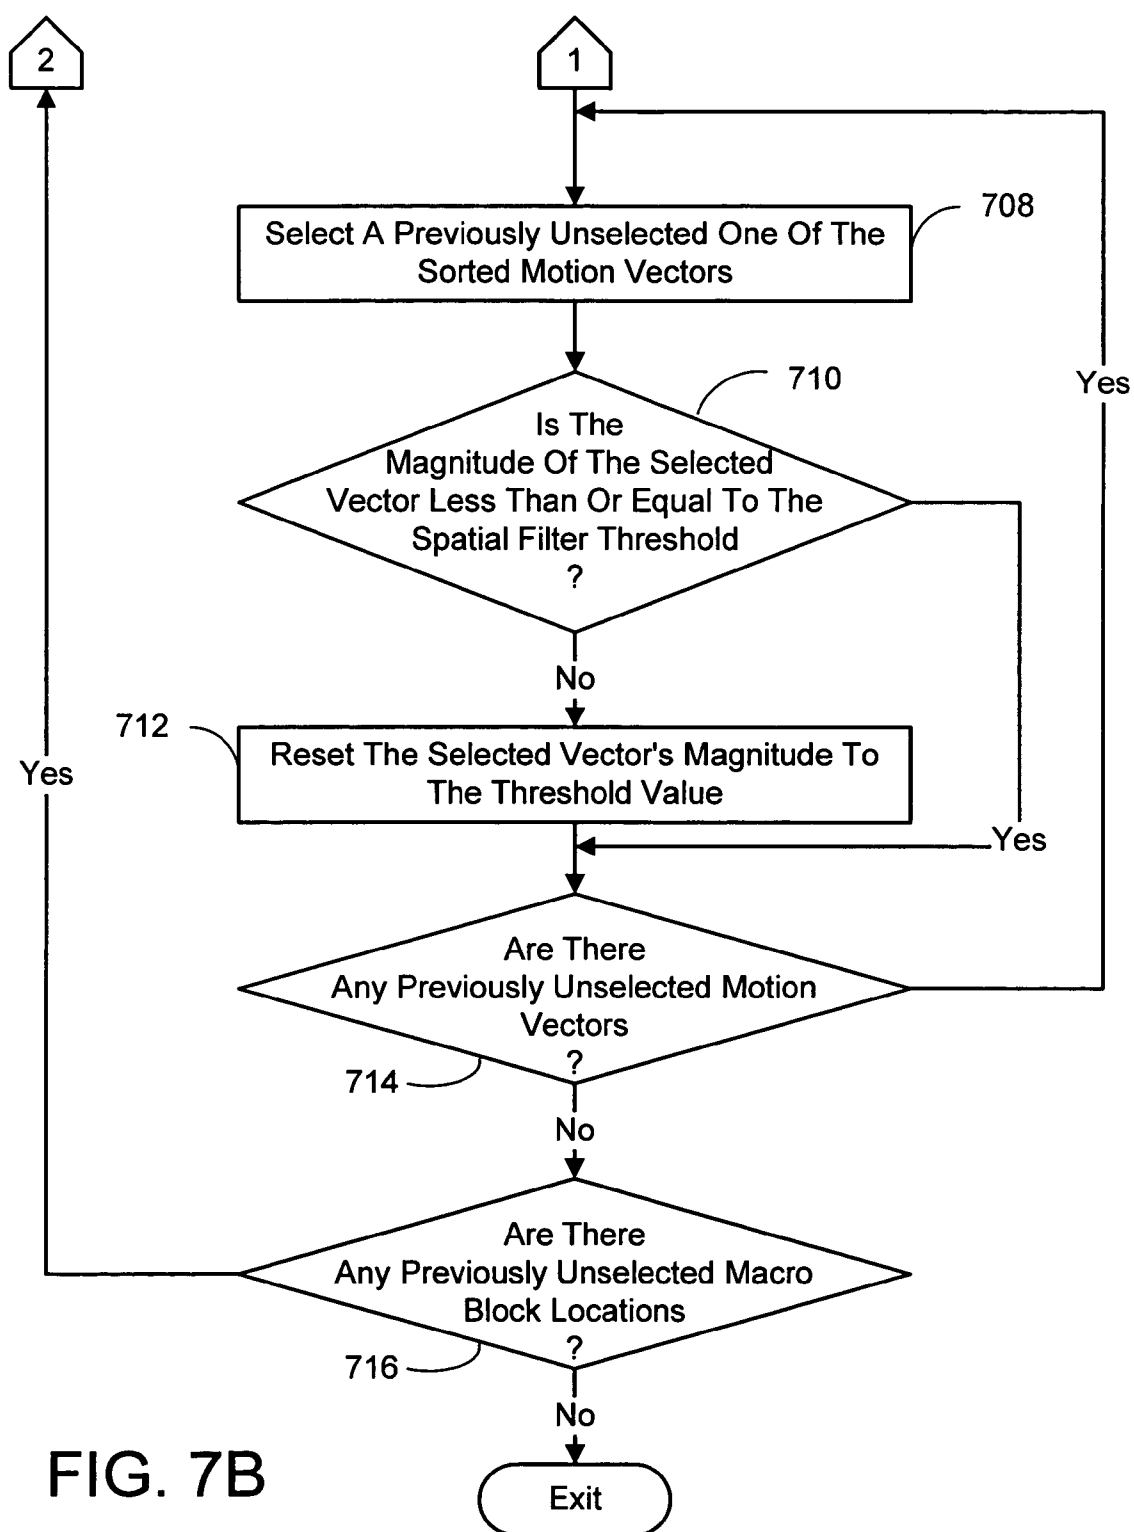 2
1
Select A Previously Unselected One Of The
Sorted Motion Vectors
708
Is The
Magnitude Of The Selected
Vector Less Than Or Equal To The
Spatial Filter Threshold
?
710
Yes
No
712
Reset The Selected Vector's Magnitude To
The Threshold Value
Yes
Yes
Are There
Any Previously Unselected Motion
Vectors
?
714
No
Are There
Any Previously Unselected Macro
Block Locations
?
716
No
FIG. 7B
Exit